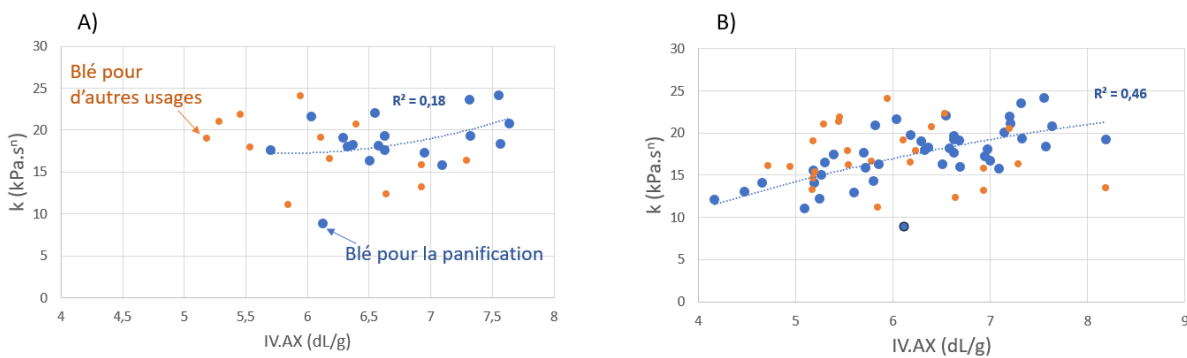 A)
30
25
20
15
10
5
0
k (kPa.sⁿ)
Blé pour
d'autres usages
R² = 0,18
Blé pour la panification
4 4,5 5 5,5 6 6,5 7 7,5 8
IV.AX (dL/g)
B)
30
25
20
15
10
5
0
k (kPa.sⁿ)
R² = 0,46
4 5 6 7 8 9
IV.AX (dL/g)